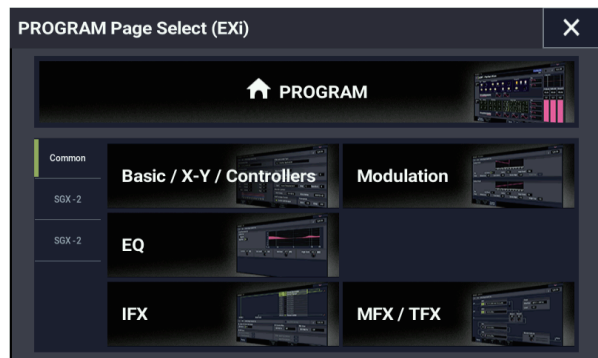 PROGRAM Page Select (EXi)
PROGRAM
Common
SGX-2
SGX-2
Basic / X-Y / Controllers
Modulation
EQ
IFX
MFX / TFX